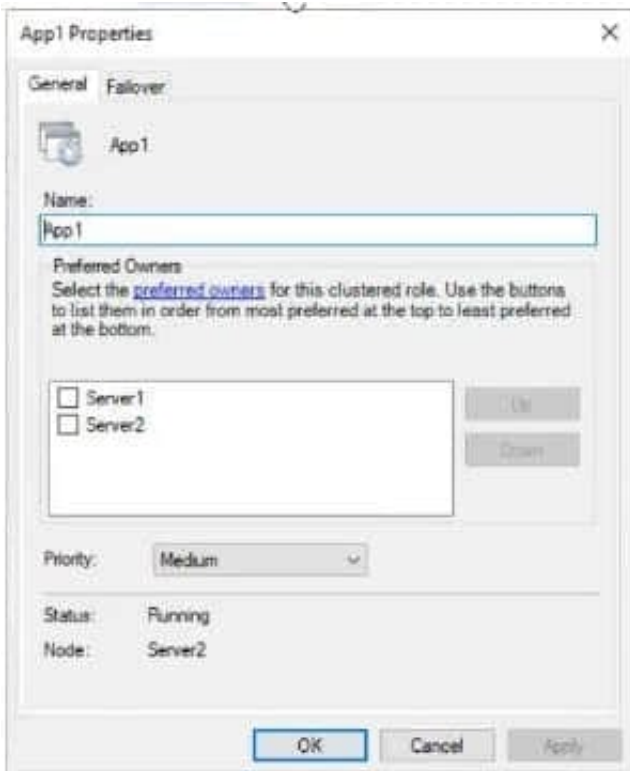 App1 Properties
General Failover
App1
Name:
App1
Preferred Owners
Select the preferred owners for this clustered role. Use the buttons
to list them in order from most preferred at the top to least preferred
at the bottom.
Server1
Server2
Up
Down
Priority: Medium
Status: Running
Node: Server2
OK Cancel Apply